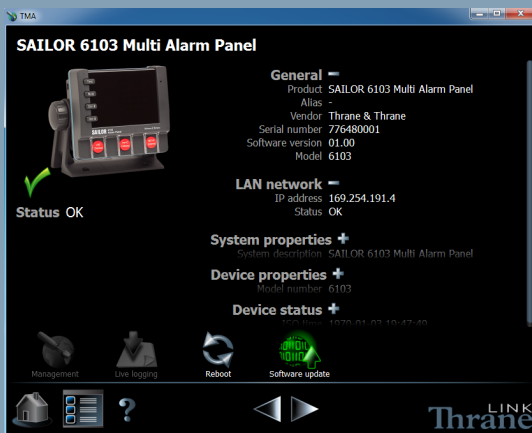 TMA
SAILOR 6103 Multi Alarm Panel
General
Product SAILOR 6103 Multi Alarm Panel
Alias -
Vendor Thrane & Thrane
Serial number 776480001
Software version 01.00
Model 6103
SAILOR
LAN network
IP address 169.254.191.4
Status OK
Status OK
System properties
System description SAILOR 6103 Multi Alarm Panel
Device properties
Model number 6103
Device status
ISO time 1970-01-03 19:47:49
Management
Live logging
Reboot
Software update
?
LINK
Thrane